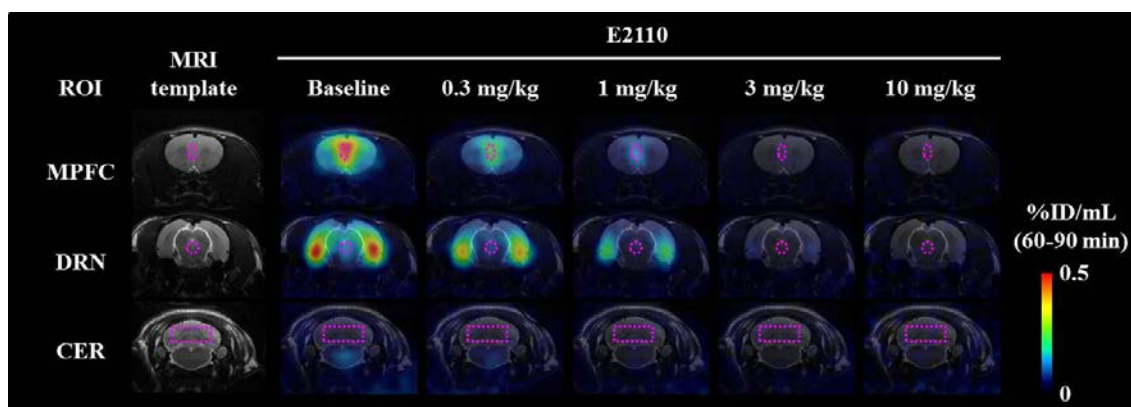 E2110
MRI
template
ROI
Baseline
0.3 mg/kg
1 mg/kg
3 mg/kg
10 mg/kg
MPFC
DRN
CER
%ID/mL
(60-90 min)
0.5
0